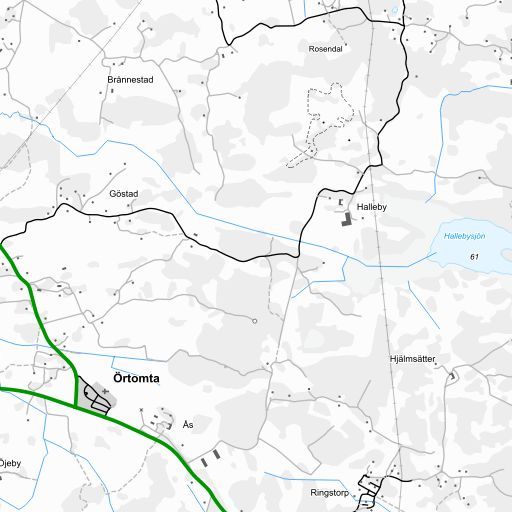 Rosendal
Brännestad
Göstad
Halleby
Hallebysjön
61
Hjälmsätter
Örtomta
Ås
Öjeby
Ringstorp